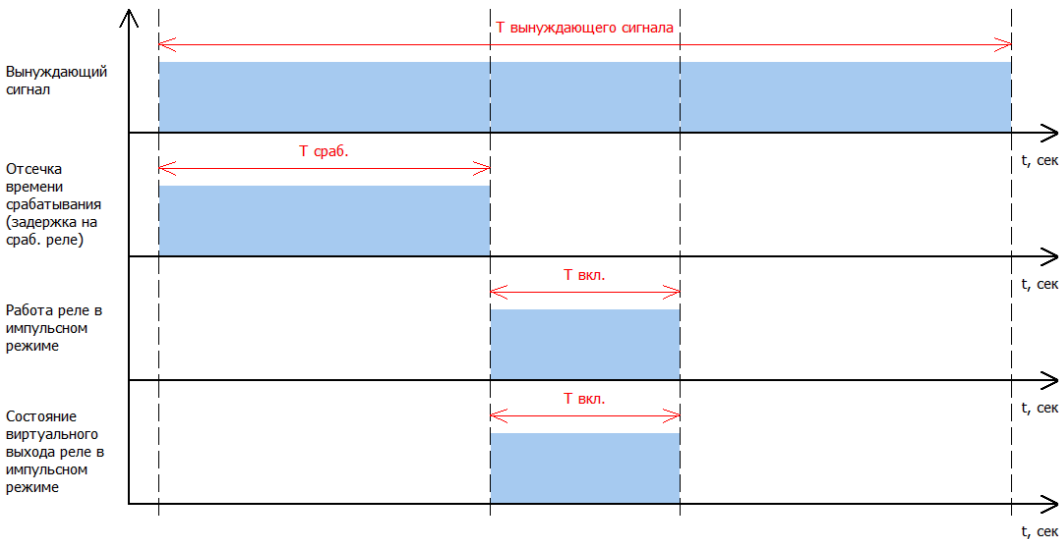 Т вынуждающего сигнала
Вынуждающий
сигнал
t, сек
Т сраб.
Отсечка
времени
срабатывания
(задержка на
сраб. реле)
t, сек
Т вкл.
Работа реле в
импульсном
режиме
t, сек
Т вкл.
Состояние
виртуального
выхода реле в
импульсном
режиме
t, сек